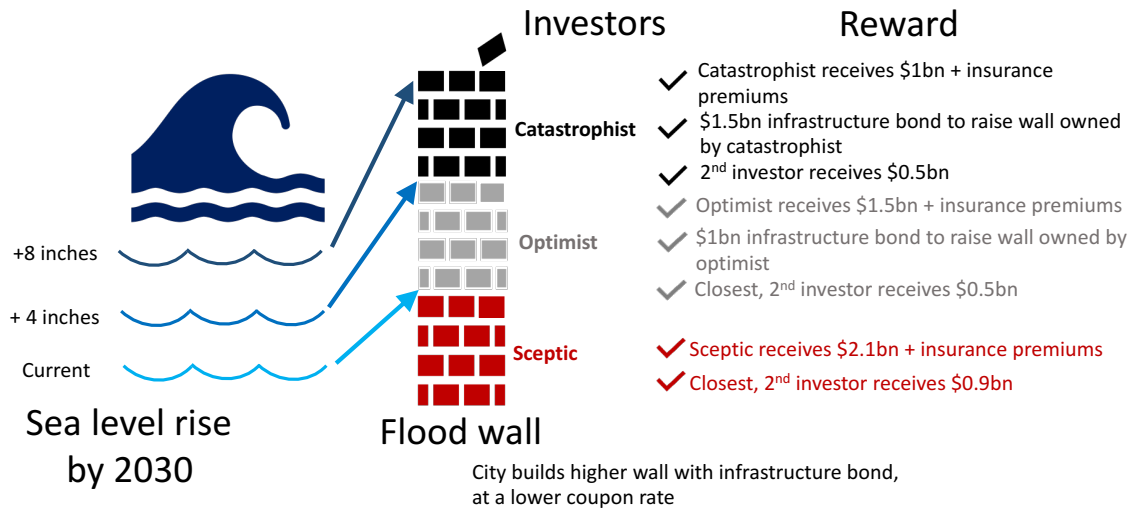 Investors
Reward
Catastrophist receives $1bn + insurance
premiums
Catastrophist
$1.5bn infrastructure bond to raise wall owned
by catastrophist
2nd investor receives $0.5bn
Optimist receives $1.5bn + insurance premiums
Optimist
$1bn infrastructure bond to raise wall owned by
optimist
Closest, 2nd investor receives $0.5bn
Sceptic
Sceptic receives $2.1bn + insurance premiums
Closest, 2nd investor receives $0.9bn
+8 inches
+ 4 inches
Current
Sea level rise
by 2030
Flood wall
City builds higher wall with infrastructure bond,
at a lower coupon rate